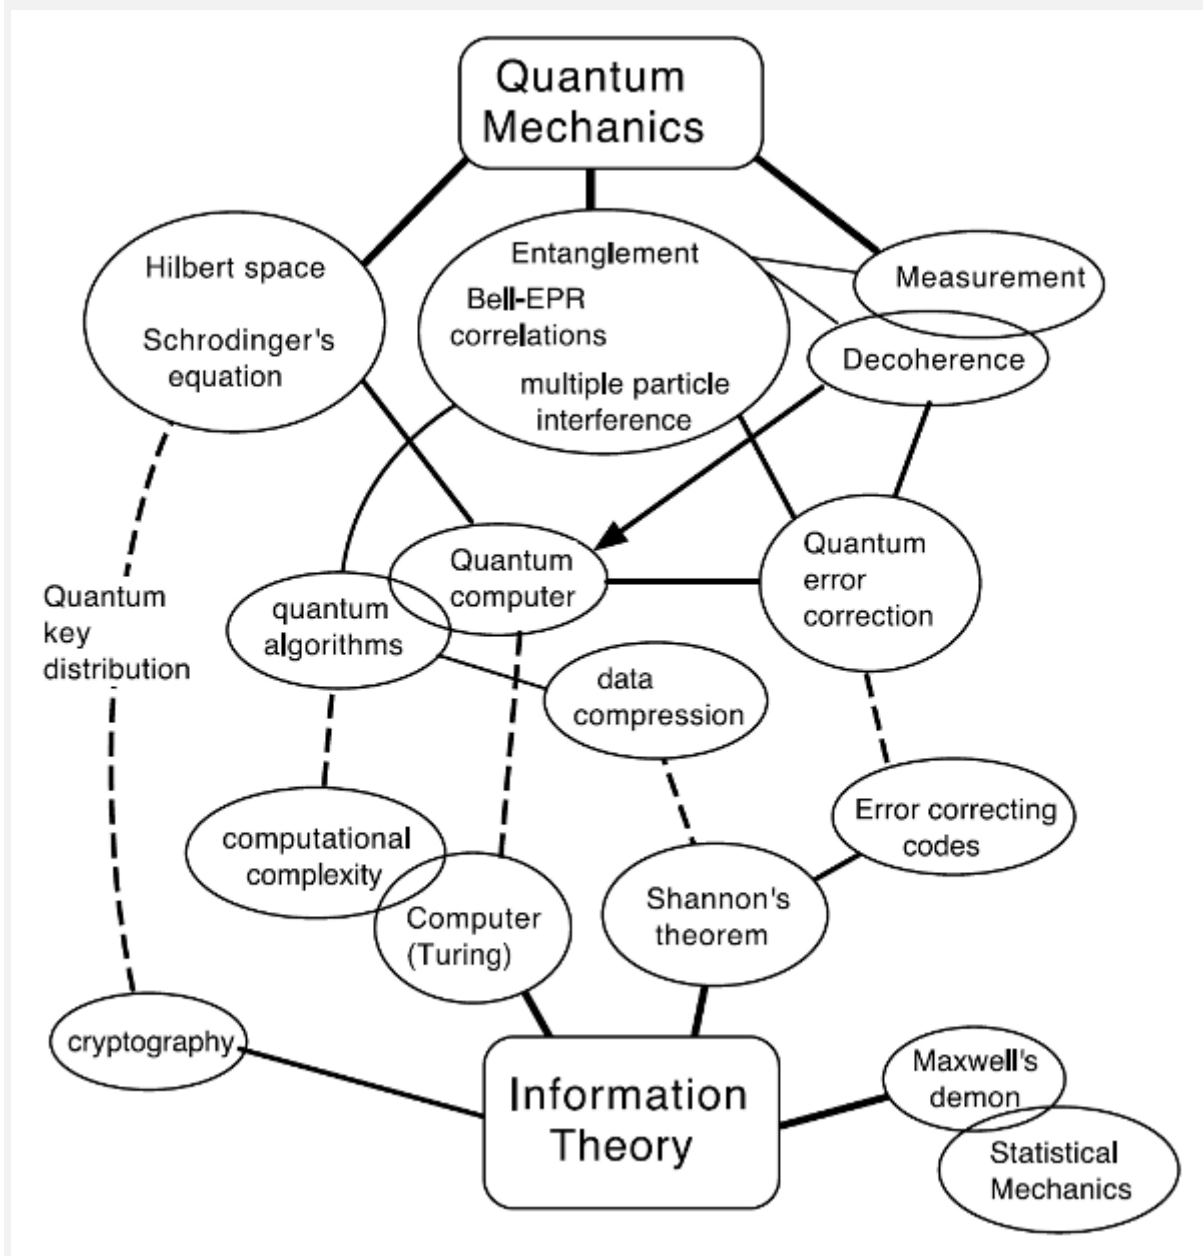 Quantum
Mechanics
Hilbert space
Schrodinger's
equation
Entanglement
Bell-EPR
correlations
multiple particle
interference
Measurement
Decoherence
Quantum
computer
quantum
algorithms
Quantum
error
correction
Quantum
key
distribution
data
compression
computational
complexity
Computer
(Turing)
Error correcting
codes
Shannon's
theorem
cryptography
Information
Theory
Maxwell's
demon
Statistical
Mechanics